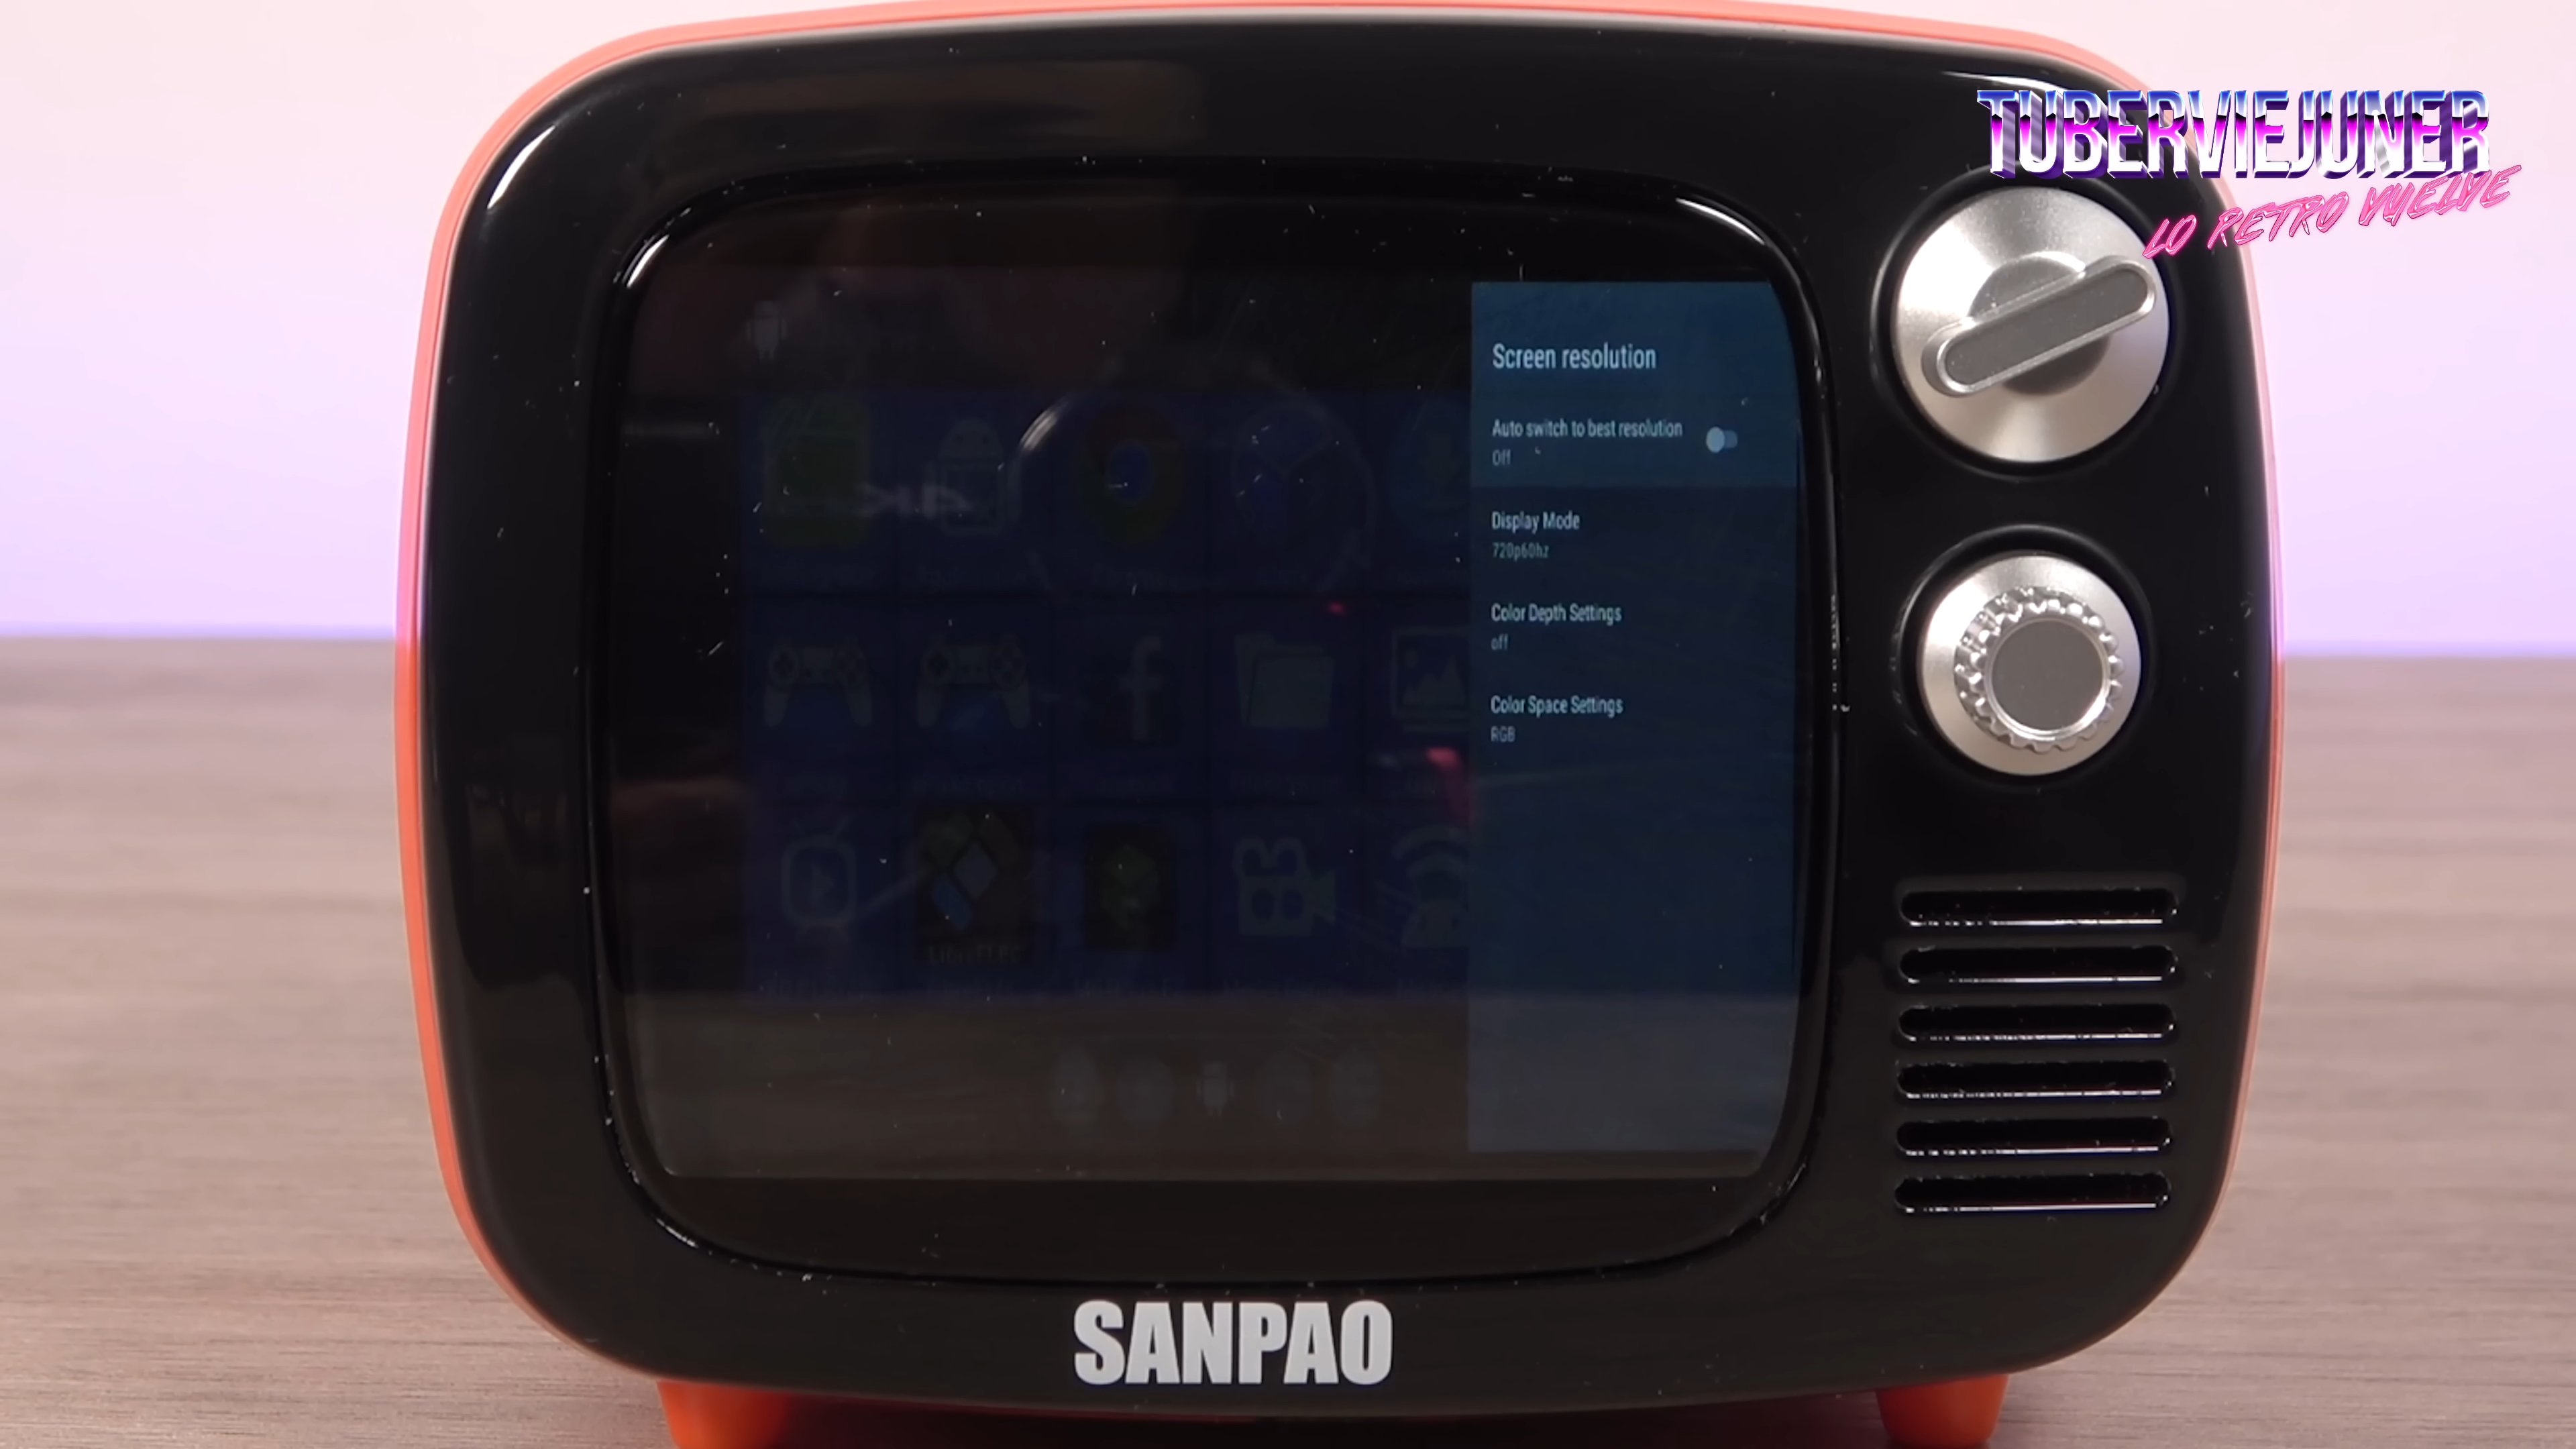 TUBERVIEJUNER
LO RETRO VUELVE
Screen resolution
Auto switch to best resolution
Off
Display Mode
720p60hz
Color Depth Settings
off
Color Space Settings
RGB
LibreELEC
SANPAO